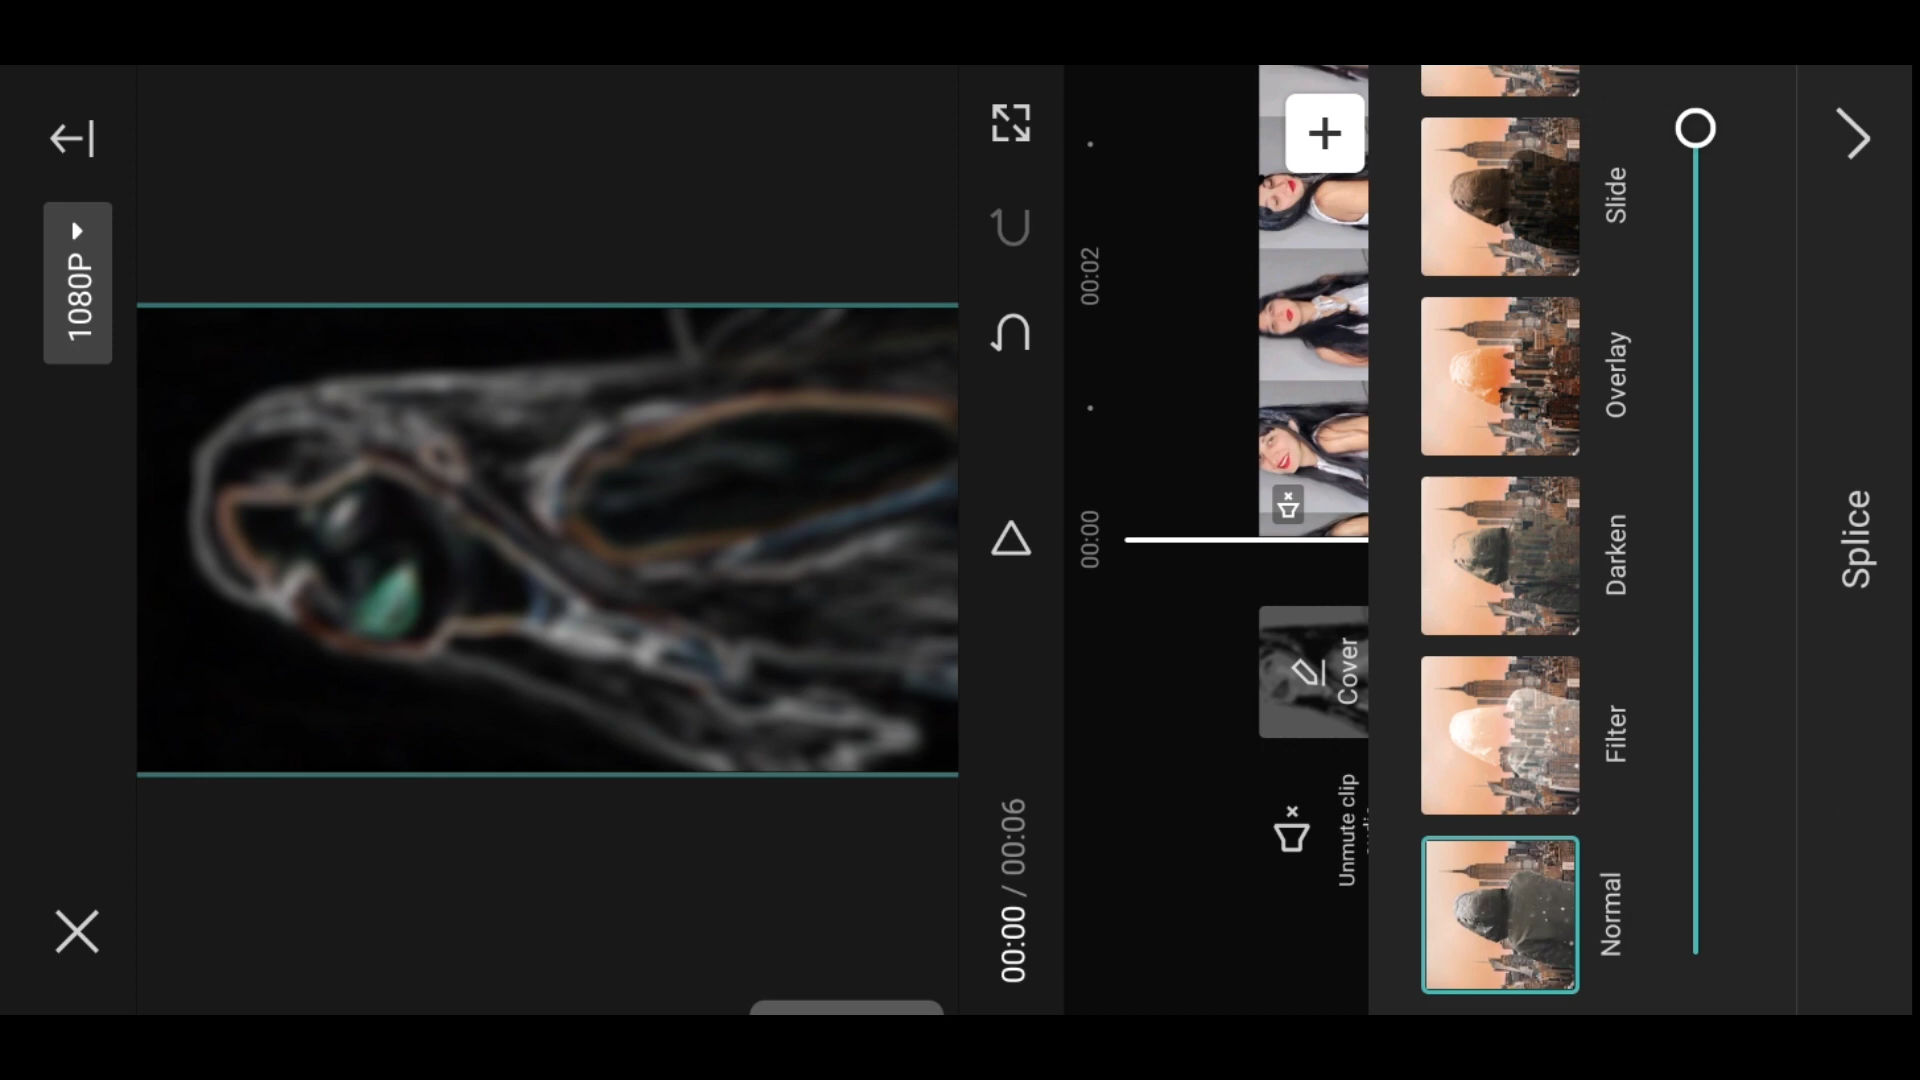 1080P
00:00 / 00:06
00:00
00:02
Cover
Unmute clip
Normal
Filter
Darken
Overlay
Slide
Splice